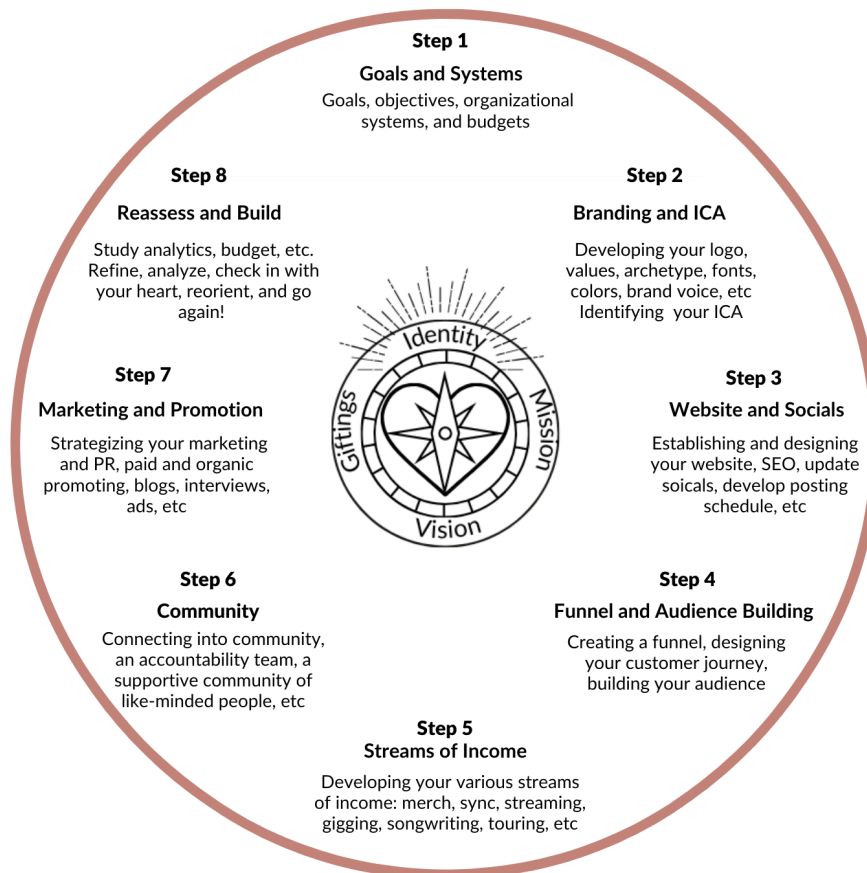 Step 1
Goals and Systems
Goals, objectives, organizational
systems, and budgets
Step 2
Branding and ICA
Developing your logo,
values, archetype, fonts,
colors, brand voice, etc
Identifying your ICA
Step 3
Website and Socials
Establishing and designing
your website, SEO, update
soicals, develop posting
schedule, etc
Step 4
Funnel and Audience Building
Creating a funnel, designing
your customer journey,
building your audience
Step 5
Streams of Income
Developing your various streams
of income: merch, sync, streaming,
gigging, songwriting, touring, etc
Step 6
Community
Connecting into community,
an accountability team, a
supportive community of
like-minded people, etc
Step 7
Marketing and Promotion
Strategizing your marketing
and PR, paid and organic
promoting, blogs, interviews,
ads, etc
Step 8
Reassess and Build
Study analytics, budget, etc.
Refine, analyze, check in with
your heart, reorient, and go
again!
Identity
Mission
Vision
Giftings